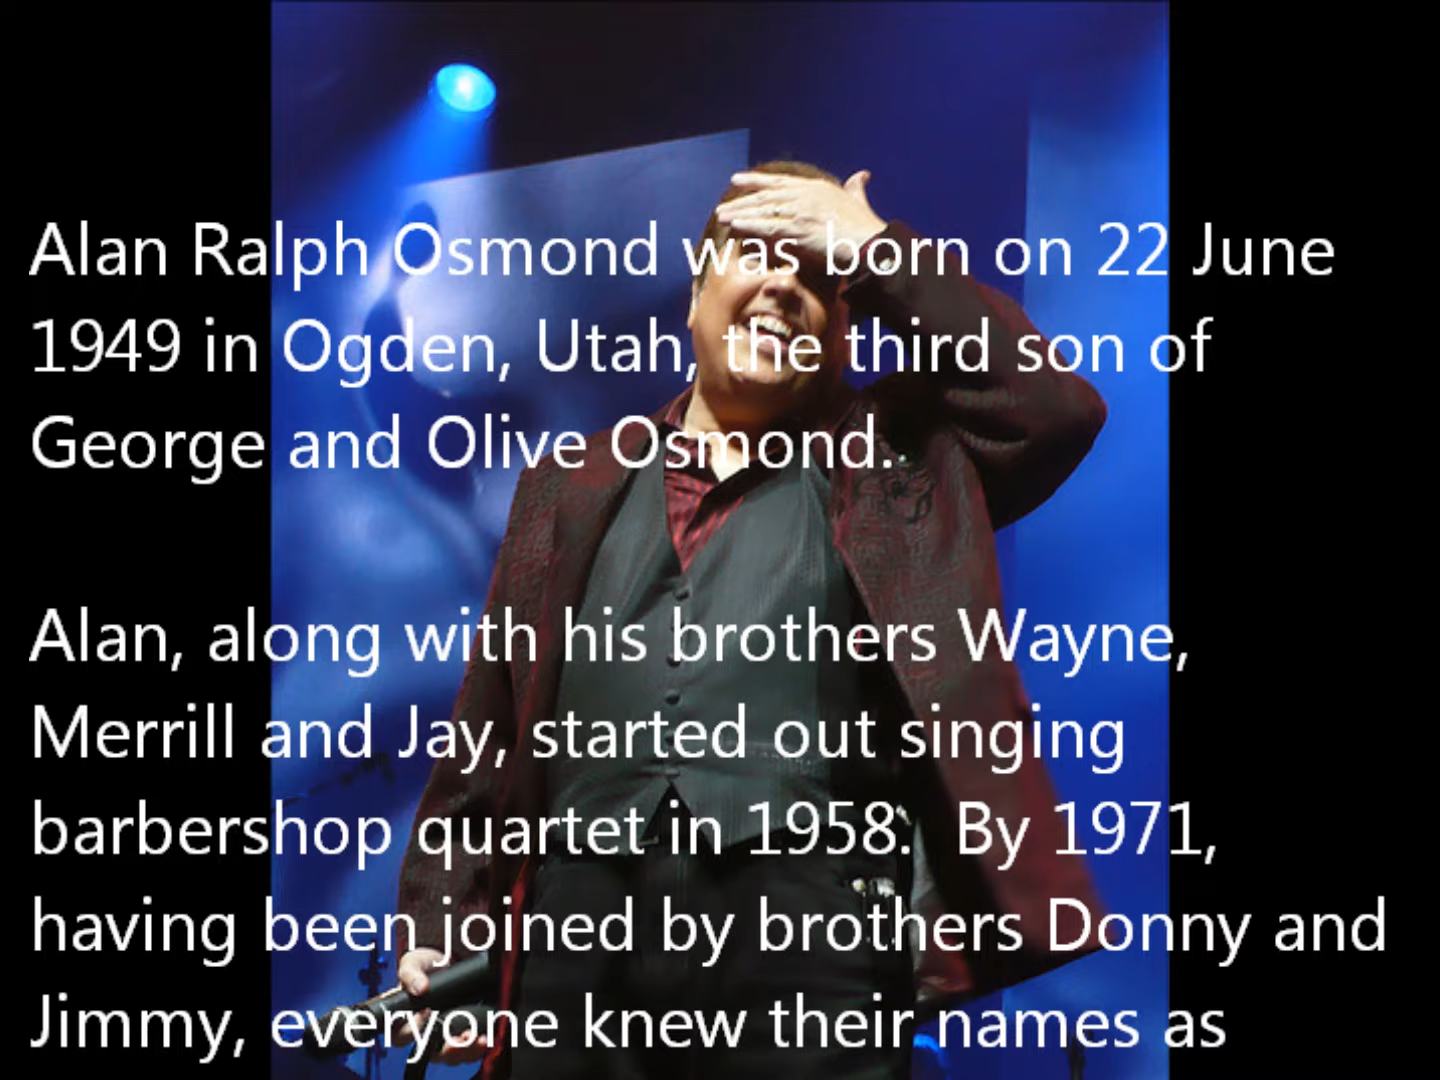 Alan Ralph Osmond was born on 22 June
1949 in Ogden, Utah, the third son of
George and Olive Osmond.
Alan, along with his brothers Wayne,
Merrill and Jay, started out singing
barbershop quartet in 1958.  By 1971,
having been joined by brothers Donny and
Jimmy, everyone knew their names as